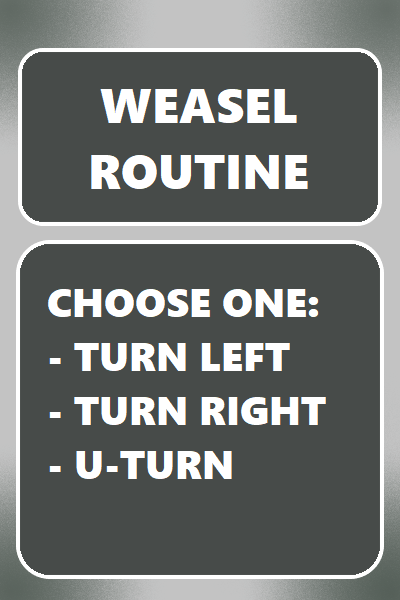 WEASEL
ROUTINE
CHOOSE ONE:
- TURN LEFT
- TURN RIGHT
- U-TURN